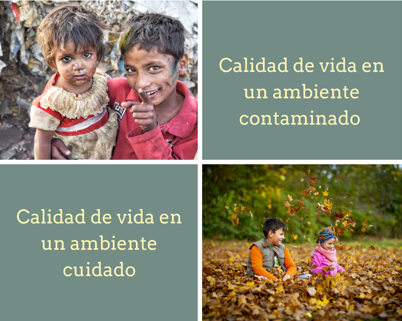 Calidad de vida en
un ambiente
contaminado
Calidad de vida en
un ambiente
cuidado